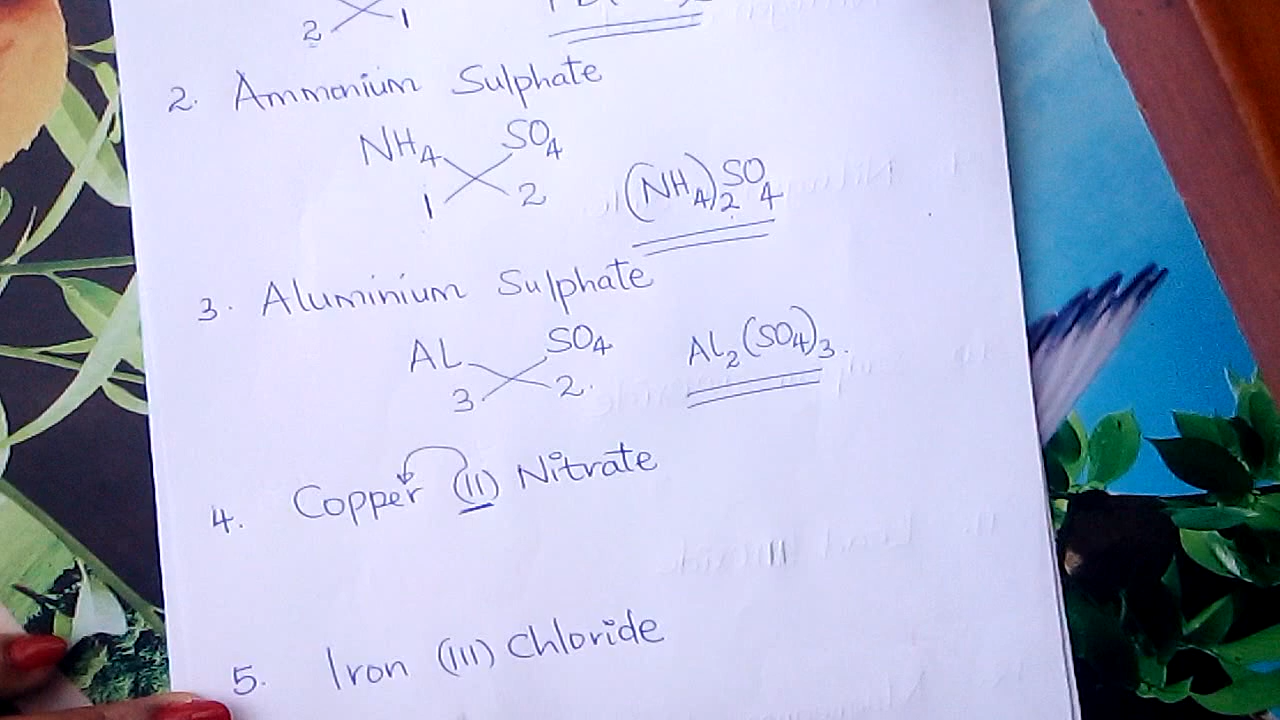 2 1
2. Ammonium Sulphate
NH4 SO4
1 2 (NH4)2SO4
3. Aluminium Sulphate
AL SO4 AL2(SO4)3.
3 2.
4. Copper (II) Nitrate
5. Iron (III) Chloride